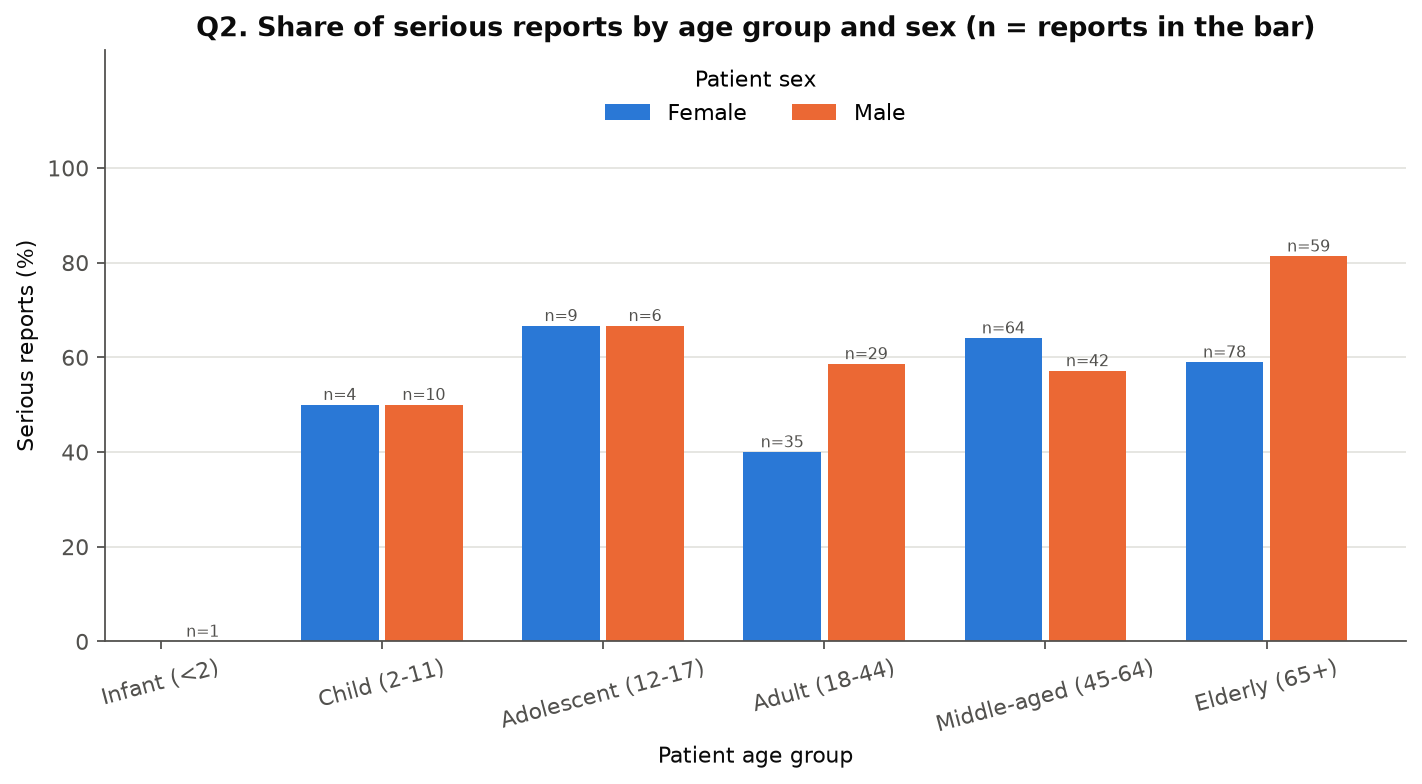 Q2. Share of serious reports by age group and sex (n = reports in the bar)
Patient sex
Female
Male
100
80
60
40
20
0
Serious reports (%)
n=1
n=4
n=10
n=9
n=6
n=35
n=29
n=64
n=42
n=78
n=59
Infant (<2)
Child (2-11)
Adolescent (12-17)
Adult (18-44)
Middle-aged (45-64)
Elderly (65+)
Patient age group